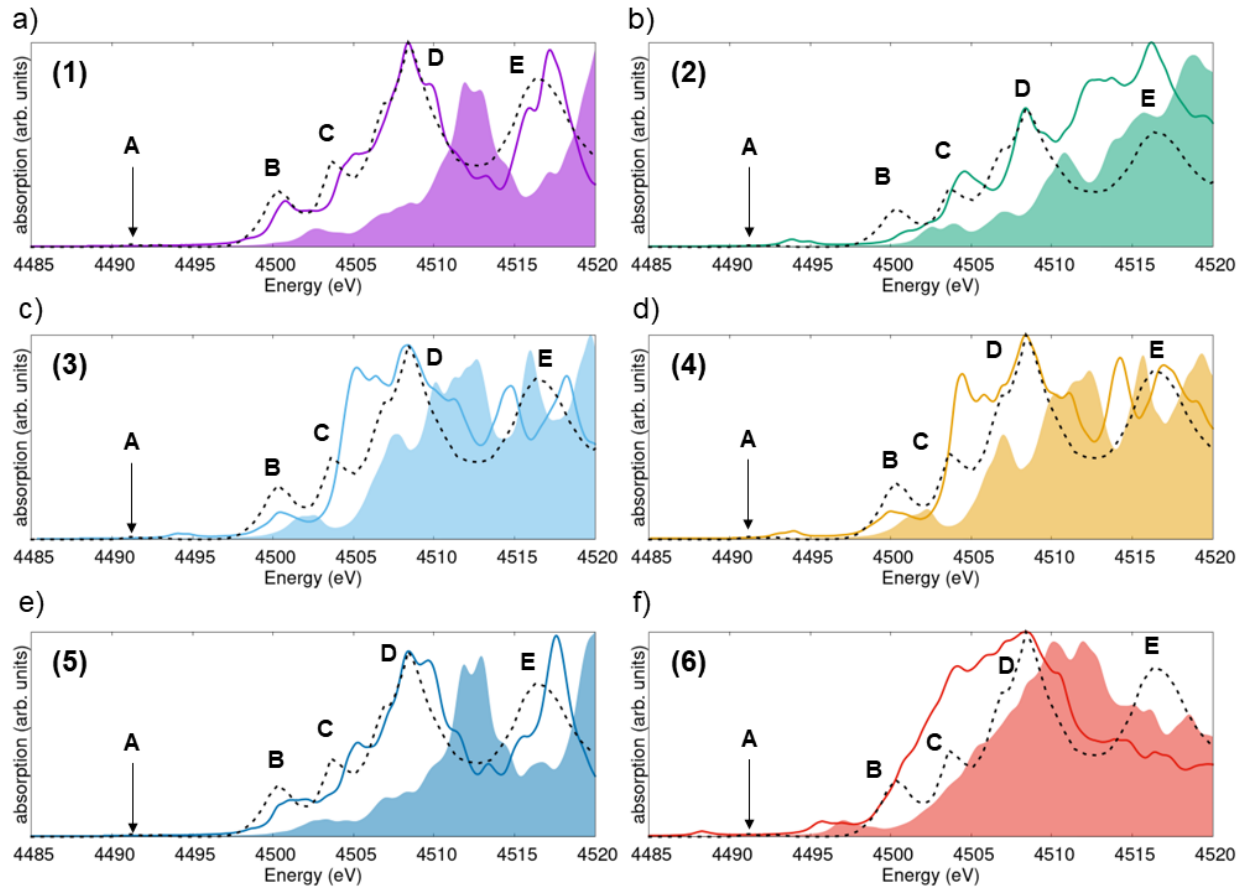 a)
b)
(1)
A
B
C
D
E
absorption (arb. units)
4485 4490 4495 4500 4505 4510 4515 4520
Energy (eV)
(2)
A
B
C
D
E
absorption (arb. units)
4485 4490 4495 4500 4505 4510 4515 4520
Energy (eV)
c)
d)
(3)
A
B
C
D
E
absorption (arb. units)
4485 4490 4495 4500 4505 4510 4515 4520
Energy (eV)
(4)
A
B
C
D
E
absorption (arb. units)
4485 4490 4495 4500 4505 4510 4515 4520
Energy (eV)
e)
f)
(5)
A
B
C
D
E
absorption (arb. units)
4485 4490 4495 4500 4505 4510 4515 4520
Energy (eV)
(6)
A
B
C
D
E
absorption (arb. units)
4485 4490 4495 4500 4505 4510 4515 4520
Energy (eV)